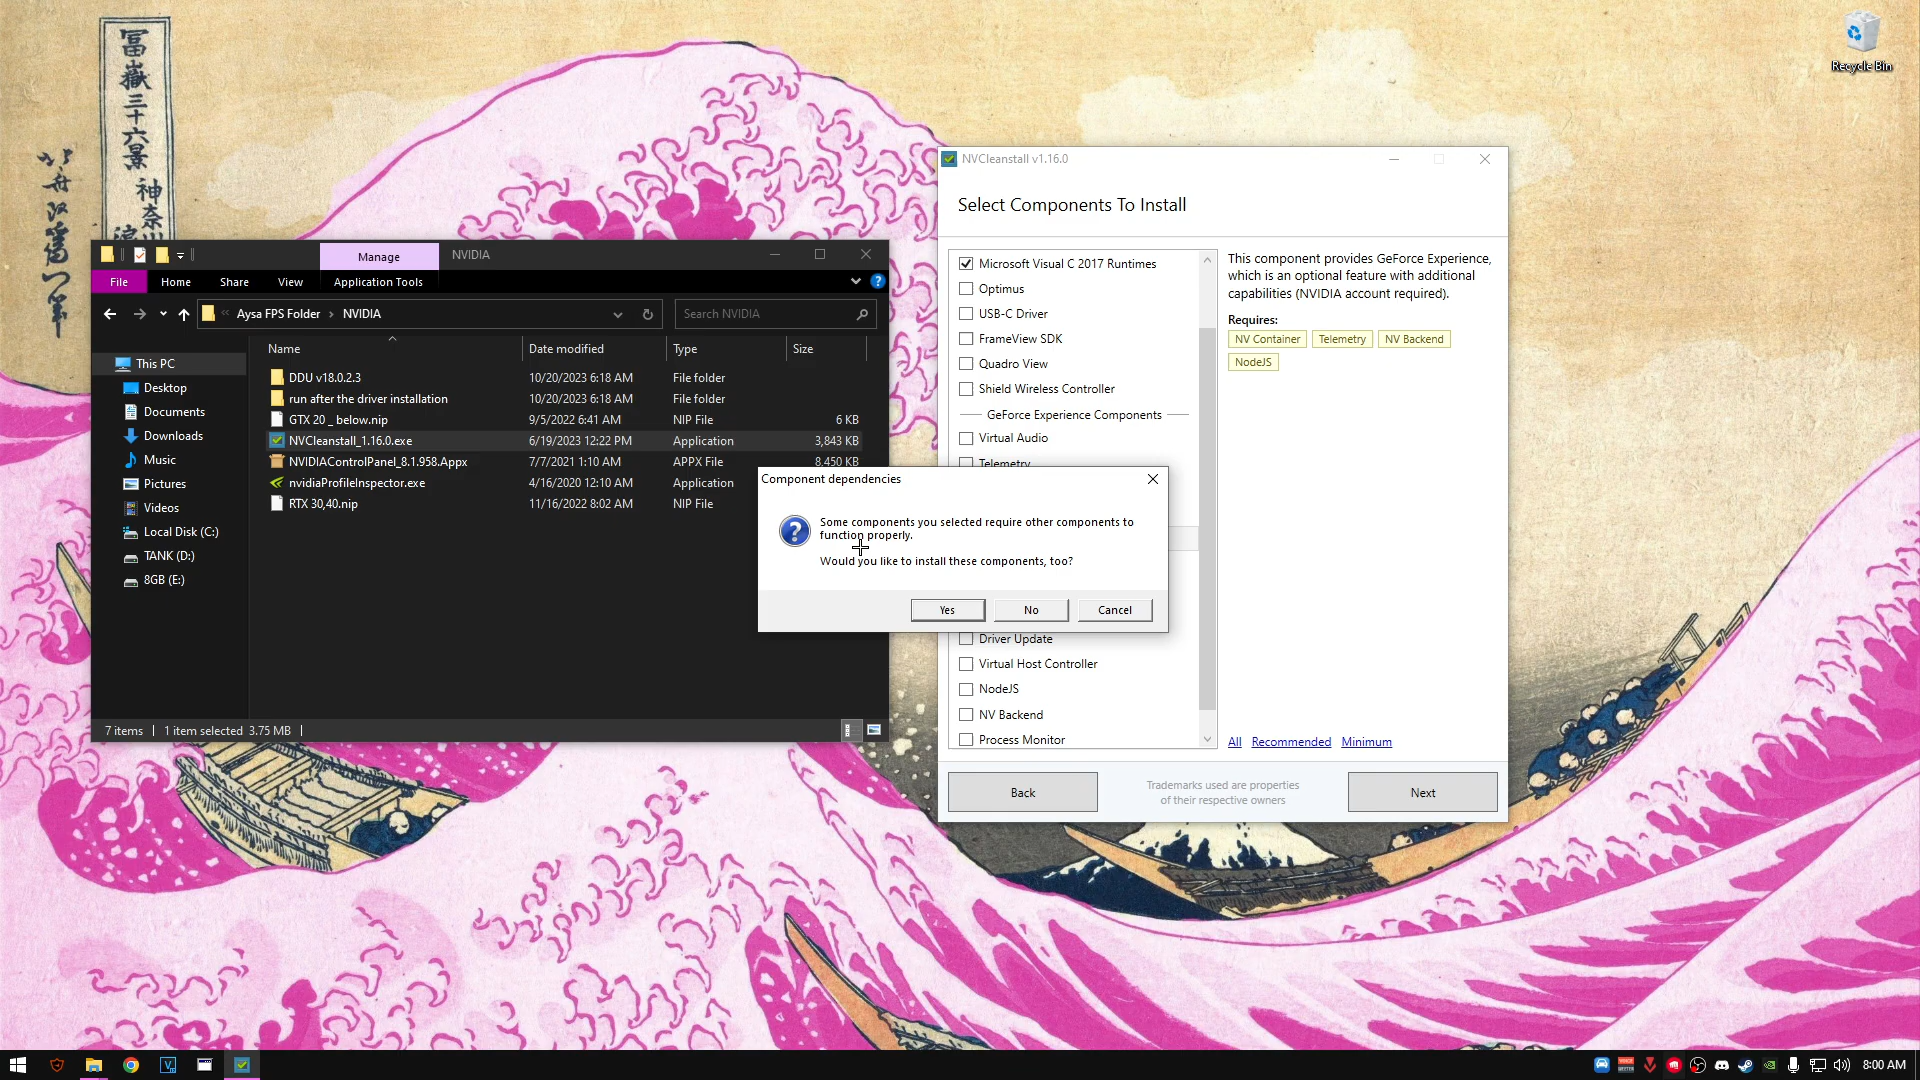 冨嶽三十六景
神奈川
Recycle Bin
Manage
NVIDIA
File
Home
Share
View
Application Tools
Aysa FPS Folder
NVIDIA
Search NVIDIA
Name
Date modified
Type
Size
This PC
Desktop
Documents
Downloads
Music
Pictures
Videos
Local Disk (C:)
TANK (D:)
8GB (E:)
DDU v18.0.2.3 10/20/2023 6:18 AM File folder
run after the driver installation 10/20/2023 6:18 AM File folder
GTX 20 _ below.nip 9/5/2022 6:41 AM NIP File 6 KB
NVCleanstall_1.16.0.exe 6/19/2023 12:22 PM Application 3,843 KB
NVIDIAControlPanel_8.1.958.Appx 7/7/2021 1:10 AM APPX File 8,450 KB
nvidiaProfileInspector.exe 4/16/2020 12:10 AM Application
RTX 30,40.nip 11/16/2022 8:02 AM NIP File
7 items
1 item selected 3.75 MB
NVCleanstall v1.16.0
Select Components To Install
Microsoft Visual C 2017 Runtimes
Optimus
USB-C Driver
FrameView SDK
Quadro View
Shield Wireless Controller
GeForce Experience Components
Virtual Audio
Telemetry
Driver Update
Virtual Host Controller
NodeJS
NV Backend
Process Monitor
This component provides GeForce Experience,
which is an optional feature with additional
capabilities (NVIDIA account required).
Requires:
NV Container Telemetry NV Backend
NodeJS
All Recommended Minimum
Back
Trademarks used are properties
of their respective owners
Next
Component dependencies
Some components you selected require other components to
function properly.
Would you like to install these components, too?
Yes
No
Cancel
8:00 AM